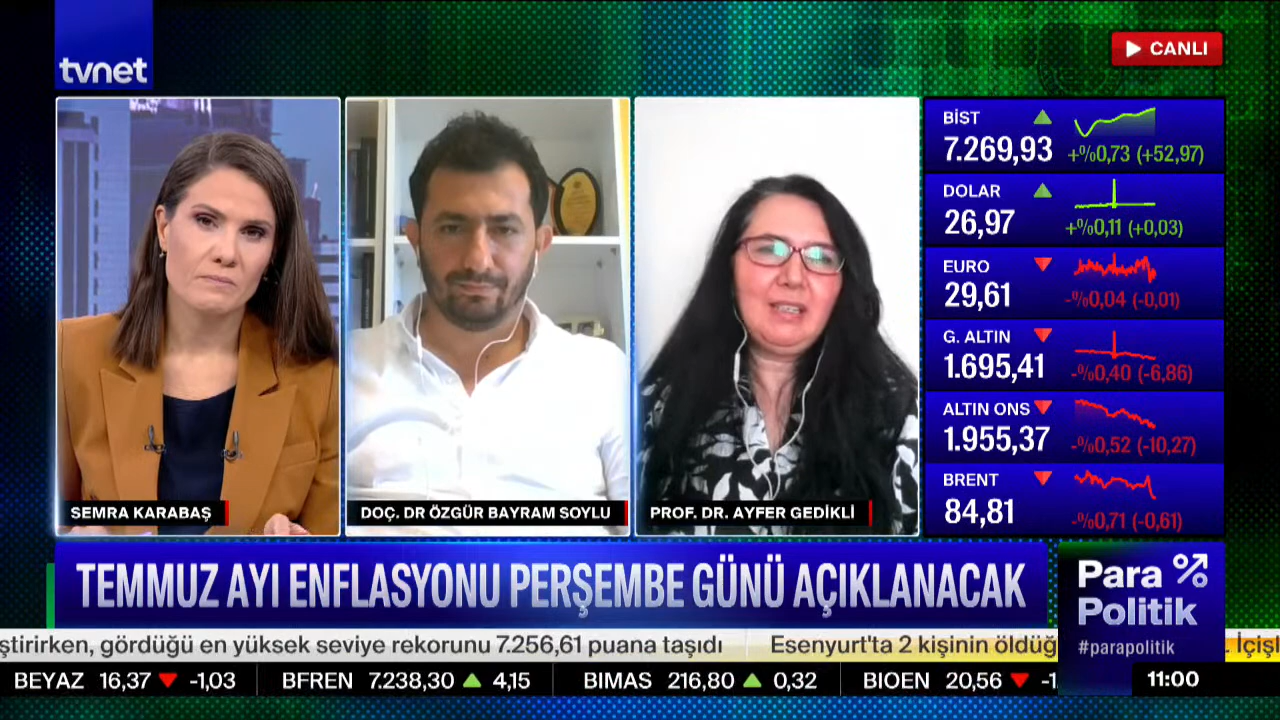 tvnet
CANLI
BİST
7.269,93
+%0,73 (+52,97)
DOLAR
26,97
+%0,11 (+0,03)
EURO
29,61
-%0,04 (-0,01)
G. ALTIN
1.695,41
-%0,40 (-6,86)
ALTIN ONS
1.955,37
-%0,52 (-10,27)
BRENT
84,81
-%0,71 (-0,61)
SEMRA KARABAŞ
DOÇ. DR ÖZGÜR BAYRAM SOYLU
PROF. DR. AYFER GEDİKLİ
TEMMUZ AYI ENFLASYONU PERŞEMBE GÜNÜ AÇIKLANACAK
Para %
Politik
#parapolitik
ştirirken, gördüğü en yüksek seviye rekorunu 7.256,61 puana taşıdı Esenyurt'ta 2 kişinin öldüğ . İçişl
BEYAZ 16,37 -1,03 BFREN 7.238,30 4,15 BIMAS 216,80 0,32 BIOEN 20,56 -1
11:00